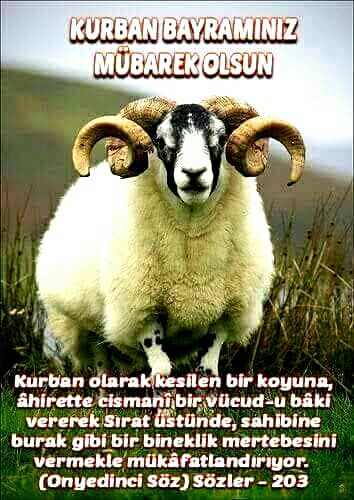 KURBAN BAYRAMINIZ
MÜBAREK OLSUN
Kurban olarak kesilen bir koyuna,
âhirette cismanî bir vücud-u bâki
vererek Sırat üstünde, sahibine
burak gibi bir bineklik mertebesini
vermekle mükâfatlandırıyor.
(Onyedinci Söz) Sözler - 203